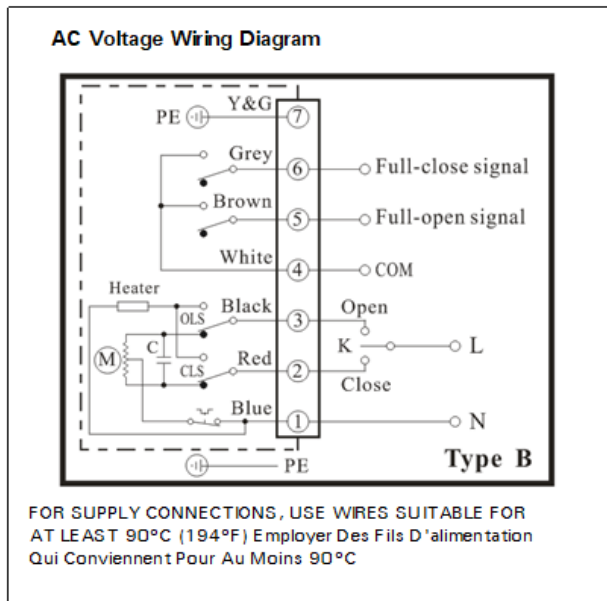 AC Voltage Wiring Diagram
Y&G
PE
7
Grey
6
Full-close signal
Brown
5
Full-open signal
White
4
COM
Heater
OLS
Black
3
Open
M
C
K
L
CLS
Red
2
Close
Blue
1
N
PE
Type B
FOR SUPPLY CONNECTIONS, USE WIRES SUITABLE FOR
AT LEAST 90°C (194°F) Employer Des Fils D'alimentation
Qui Conviennent Pour Au Moins 90°C